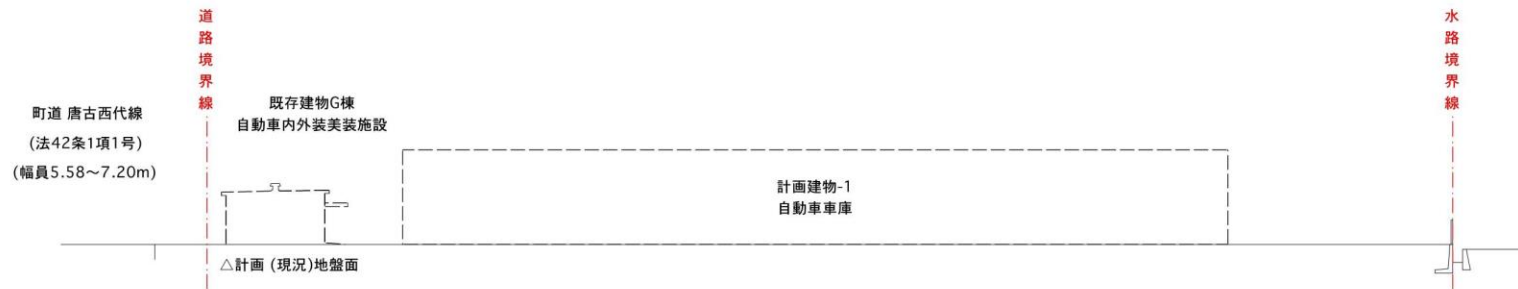 道路境界線
水路境界線
町道 唐古西代線
(法42条1項1号)
(幅員5.58～7.20m)
既存建物G棟
自動車内外装美装施設
計画建物-1
自動車車庫
△計画 (現況)地盤面